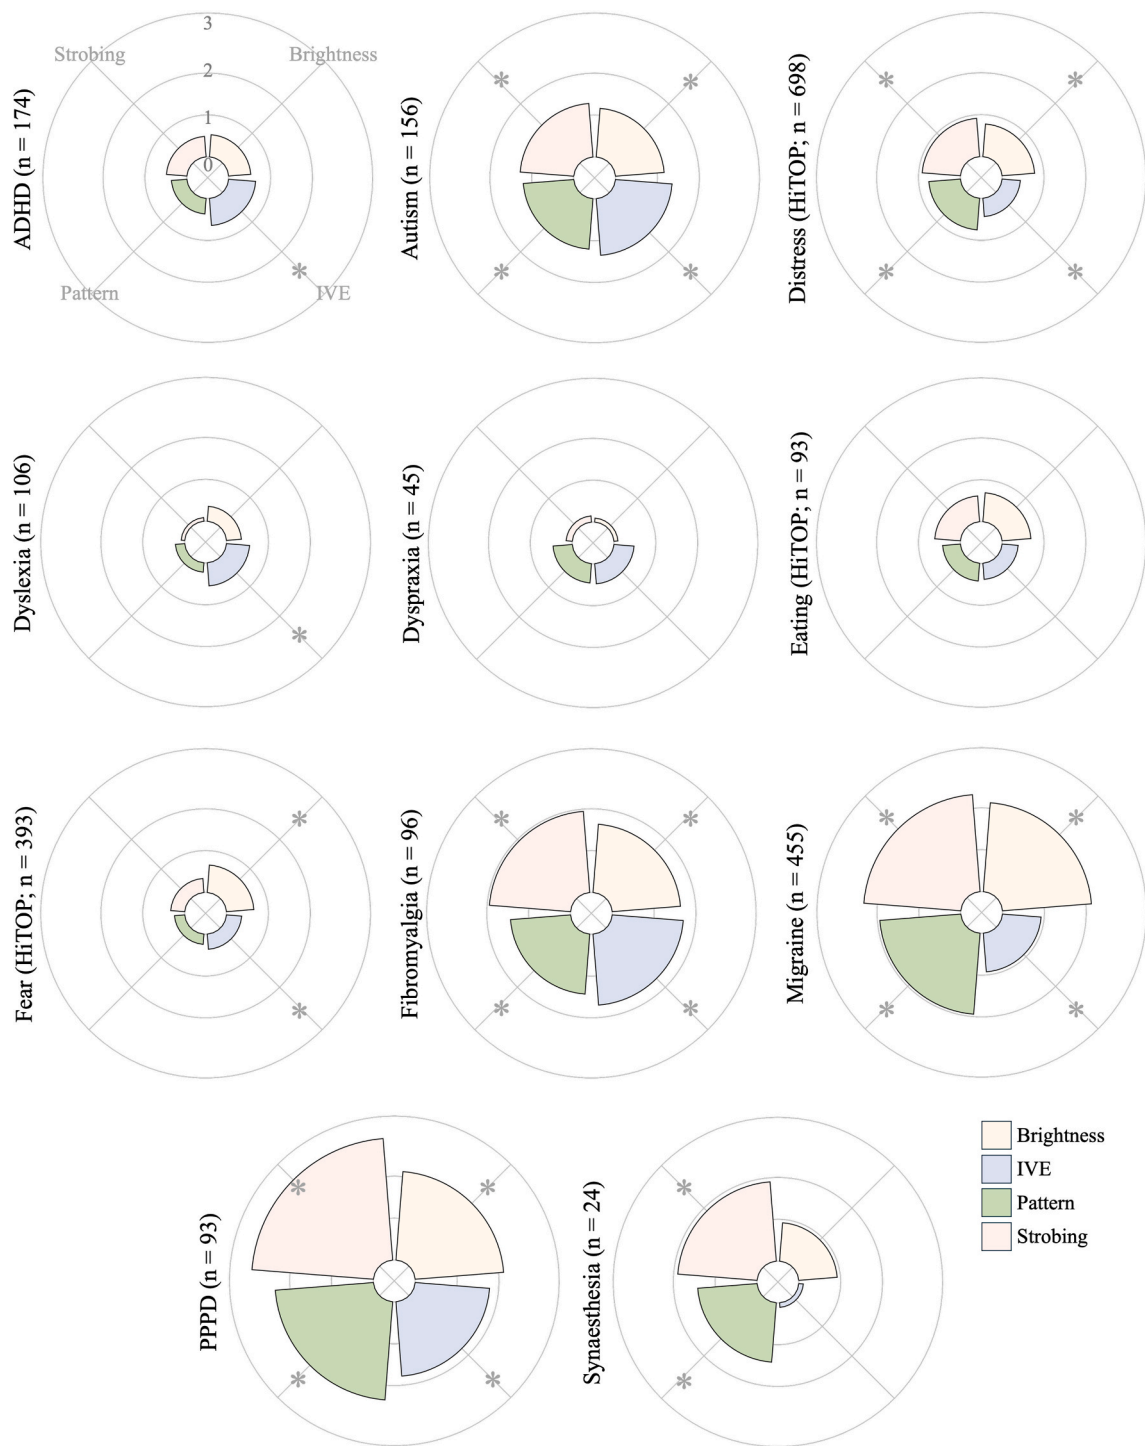 3
Strobing
Brightness
2
1
0
Pattern
IVE
*
ADHD (n = 174)
* *
Autism (n = 156)
* *
* *
Distress (HiTOP; n = 698)
* *
Dyslexia (n = 106)
*
Dyspraxia (n = 45)
Eating (HiTOP; n = 93)
Fear (HiTOP; n = 393)
*
*
Fibromyalgia (n = 96)
* *
* *
Migraine (n = 455)
* *
* *
PPPD (n = 93)
* *
* *
Synaesthesia (n = 24)
*
*
Brightness
IVE
Pattern
Strobing